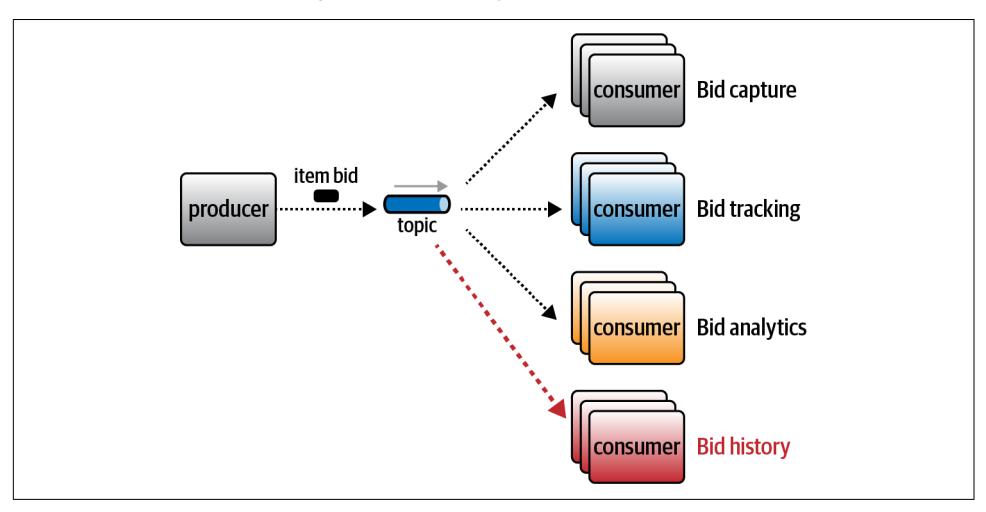 consumer
Bid capture
item bid
producer
topic
consumer
Bid tracking
consumer
Bid analytics
consumer
Bid history